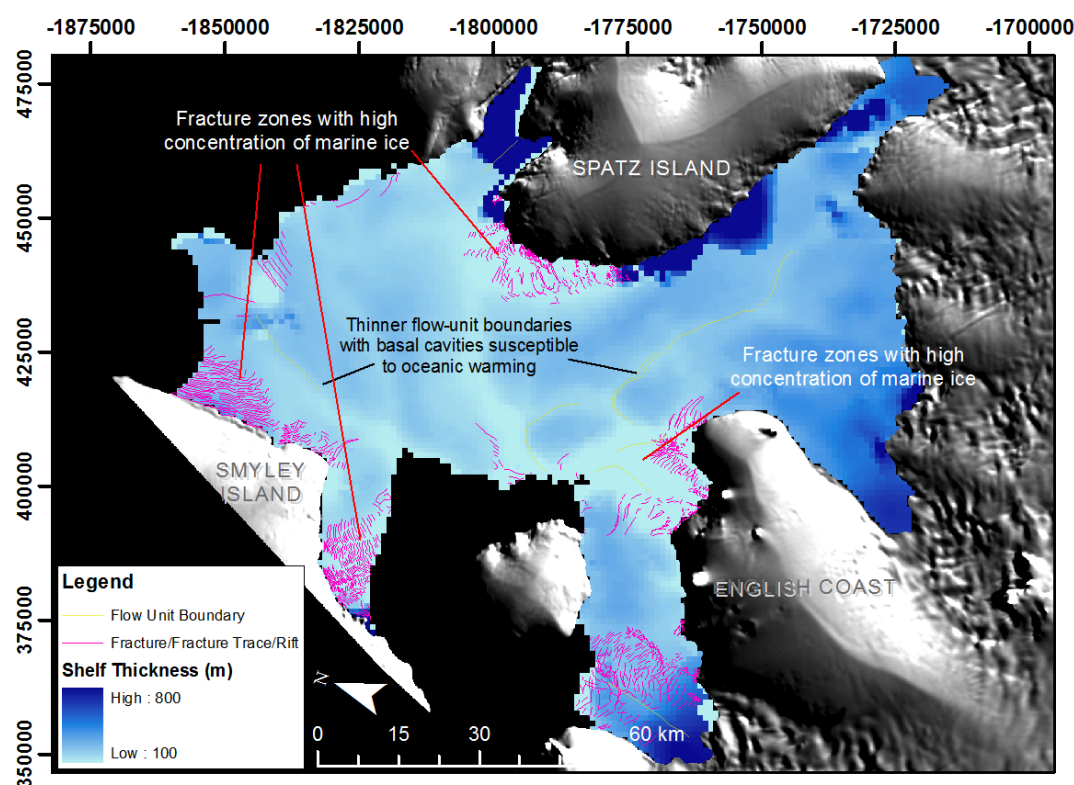 -1875000 -1850000 -1825000 -1800000 -1775000 -1750000 -1725000 -1700000
475000
450000
425000
400000
375000
350000
Fracture zones with high
concentration of marine ice
SPATZ ISLAND
Thinner flow-unit boundaries
with basal cavities susceptible
to oceanic warming
Fracture zones with high
concentration of marine ice
SMYLEY
ISLAND
ENGLISH COAST
Legend
Flow Unit Boundary
Fracture/Fracture Trace/Rift
Shelf Thickness (m)
High : 800
Low : 100
N
0 15 30 60 km